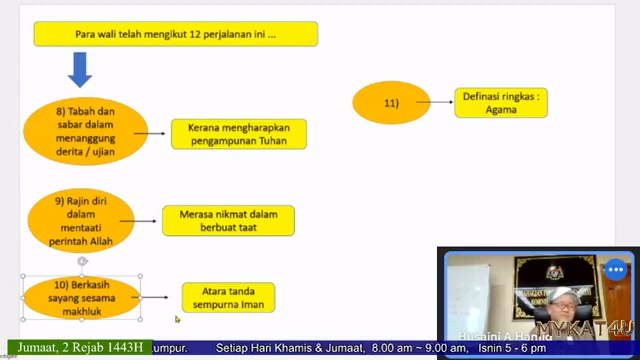 Para wali telah mengikut 12 perjalanan ini ...
8) Tabah dan
sabar dalam
menanggung
derita / ujian
Kerana mengharapkan
pengampunan Tuhan
9) Rajin diri
dalam
mentaati
perintah Allah
Merasa nikmat dalam
berbuat taat
10) Berkasih
sayang sesama
makhluk
Atara tanda
sempurna Iman
11)
Definasi ringkas :
Agama
Husaini A Hamid
MYKAT4U
Jumaat, 2 Rejab 1443H
Lumpur. Setiap Hari Khamis & Jumaat, 8.00 am ~ 9.00 am, Isnin 5 - 6 pm